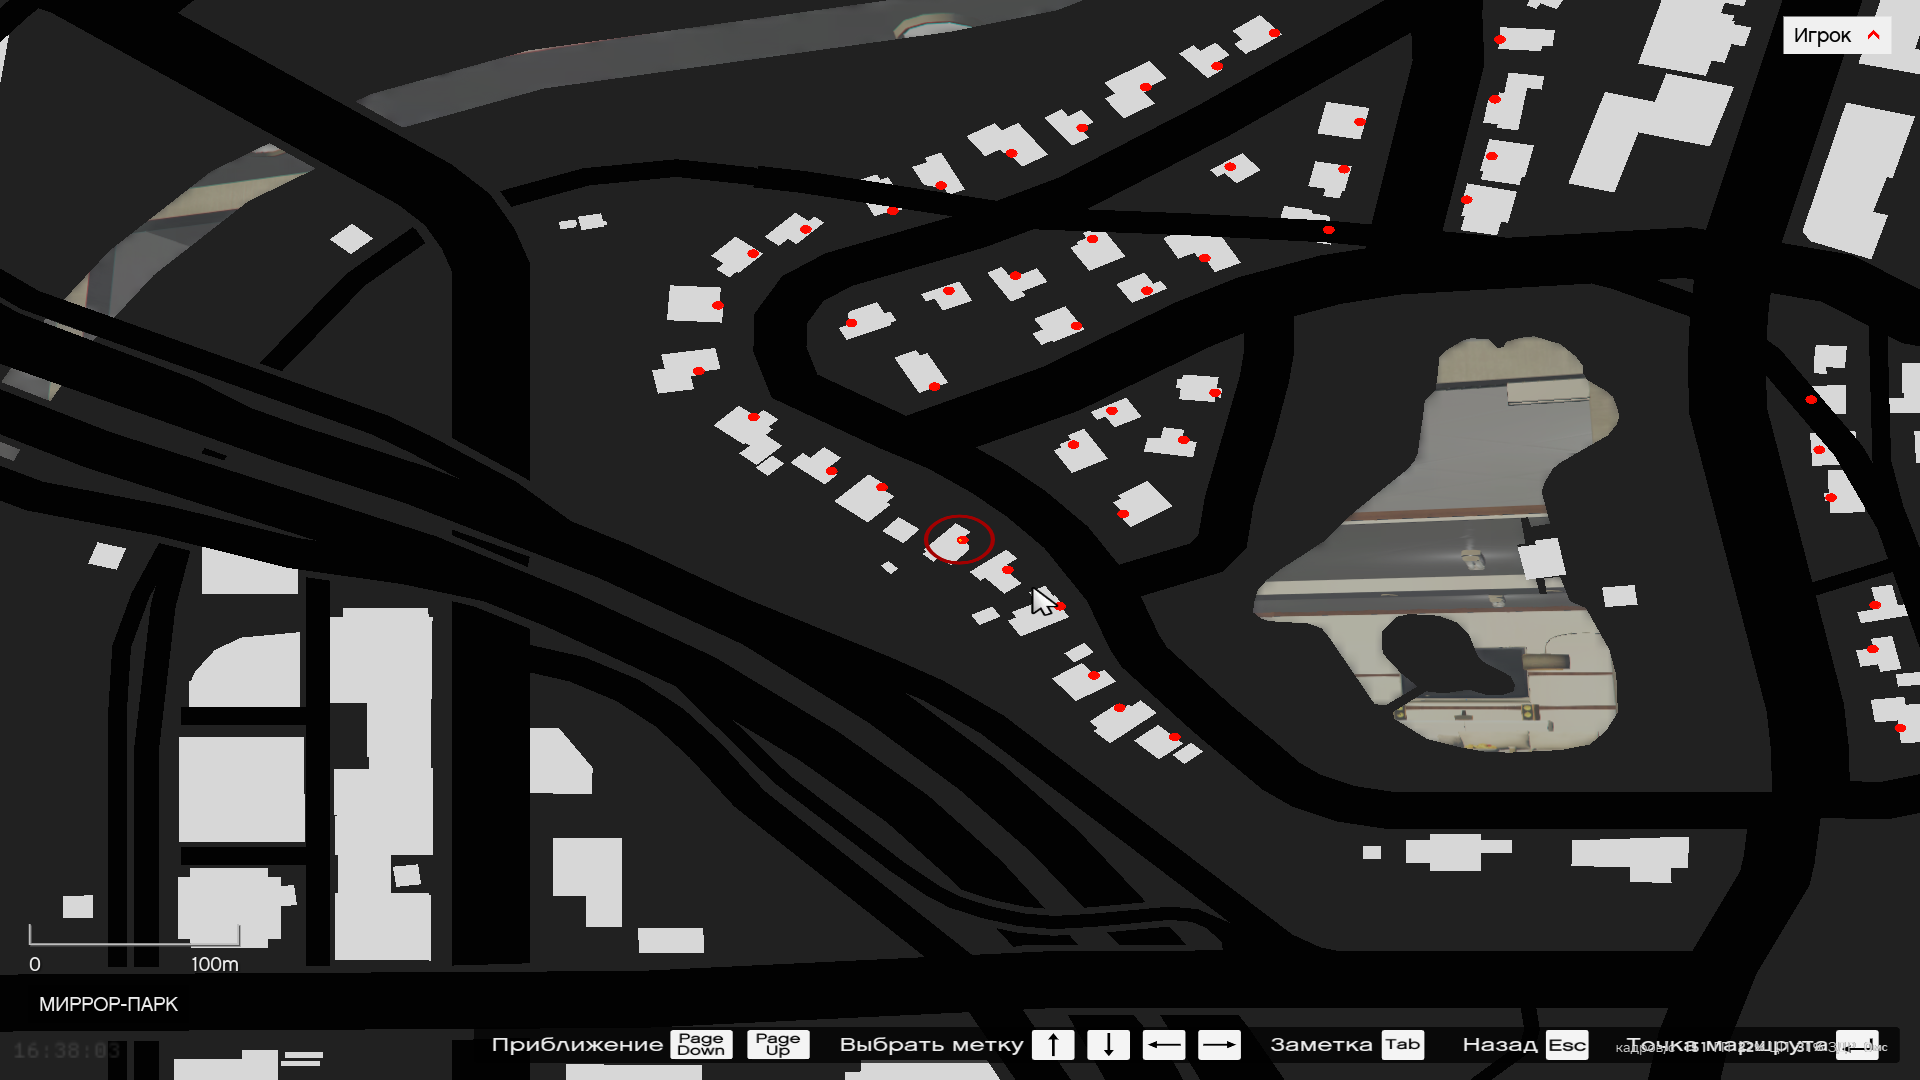 Игрок
0 100m
МИРРОР-ПАРК
16:38:03
Приближение Page Down Page Up Выбрать метку ↑ ↓ ← → Заметка Tab Назад Esc Точка маршрута